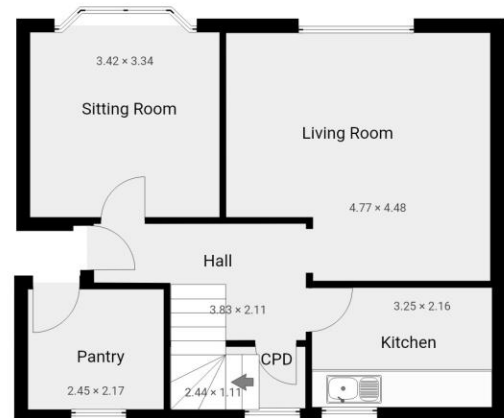 3.42 × 3.34
Sitting Room
Living Room
4.77 × 4.48
Hall
3.83 × 2.11
3.25 × 2.16
Kitchen
Pantry
2.45 × 2.17
CPD
2.44 × 1.11